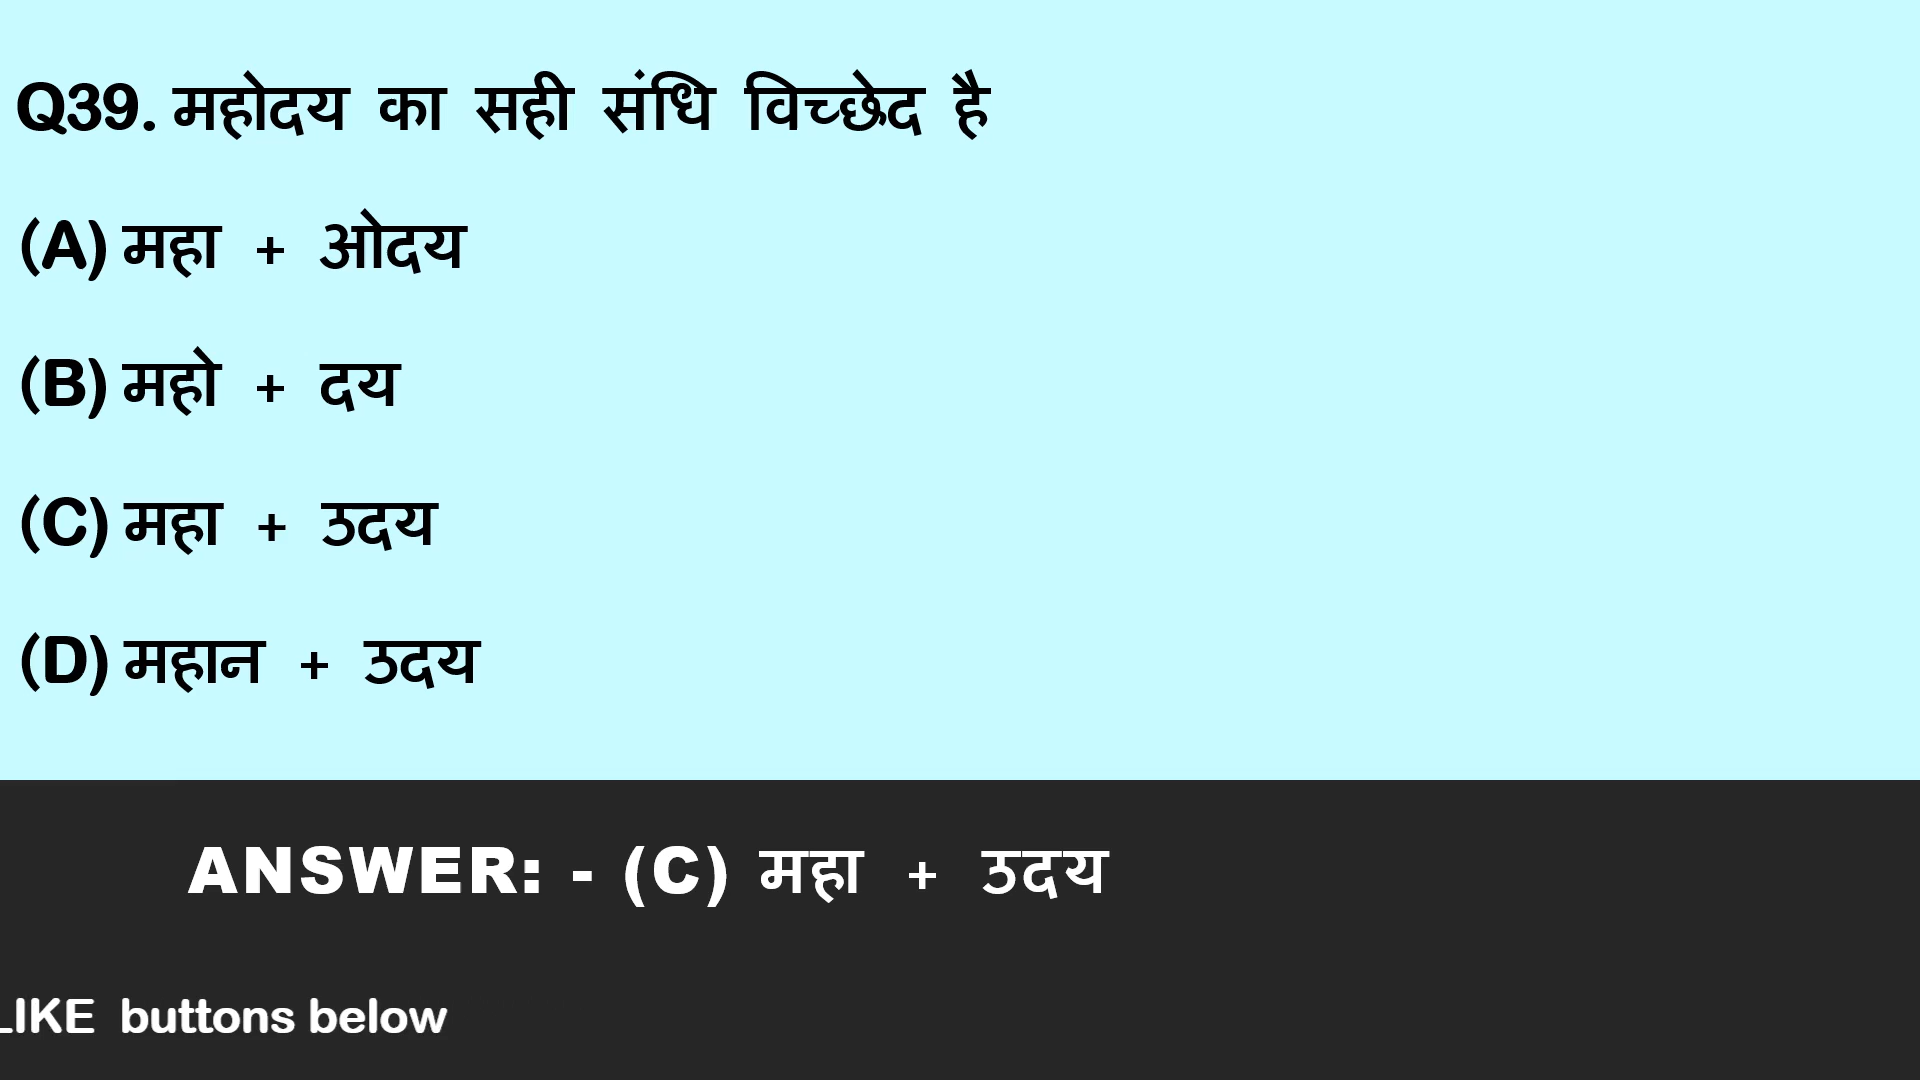 Q39. महोदय का सही संधि विच्छेद है
(A) महा + ओदय
(B) महो + दय
(C) महा + उदय
(D) महान + उदय
ANSWER: - (C) महा + उदय
LIKE buttons below